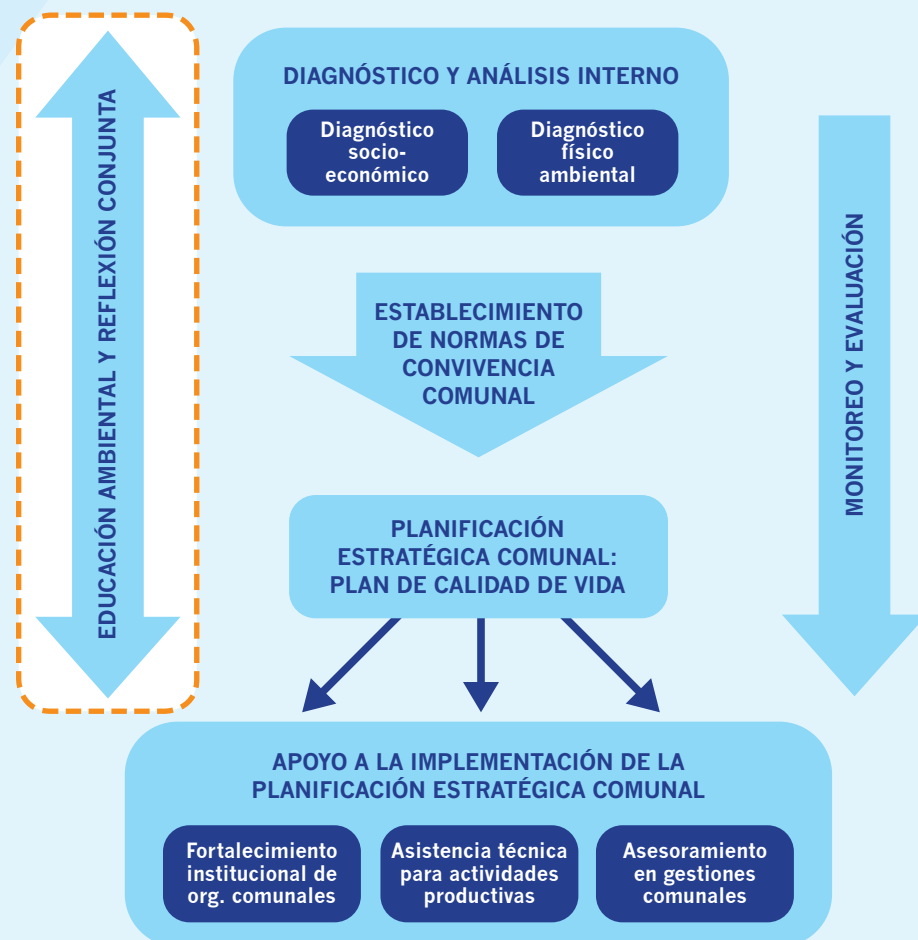 EDUCACIÓN AMBIENTAL Y REFLEXIÓN CONJUNTA
DIAGNÓSTICO Y ANÁLISIS INTERNO
Diagnóstico
socio-
económico
Diagnóstico
físico
ambiental
ESTABLECIMIENTO
DE NORMAS DE
CONVIVENCIA
COMUNAL
PLANIFICACIÓN
ESTRATÉGICA COMUNAL:
PLAN DE CALIDAD DE VIDA
MONITOREO Y EVALUACIÓN
APOYO A LA IMPLEMENTACIÓN DE LA
PLANIFICACIÓN ESTRATÉGICA COMUNAL
Fortalecimiento
institucional de
org. comunales
Asistencia técnica
para actividades
productivas
Asesoramiento
en gestiones
comunales